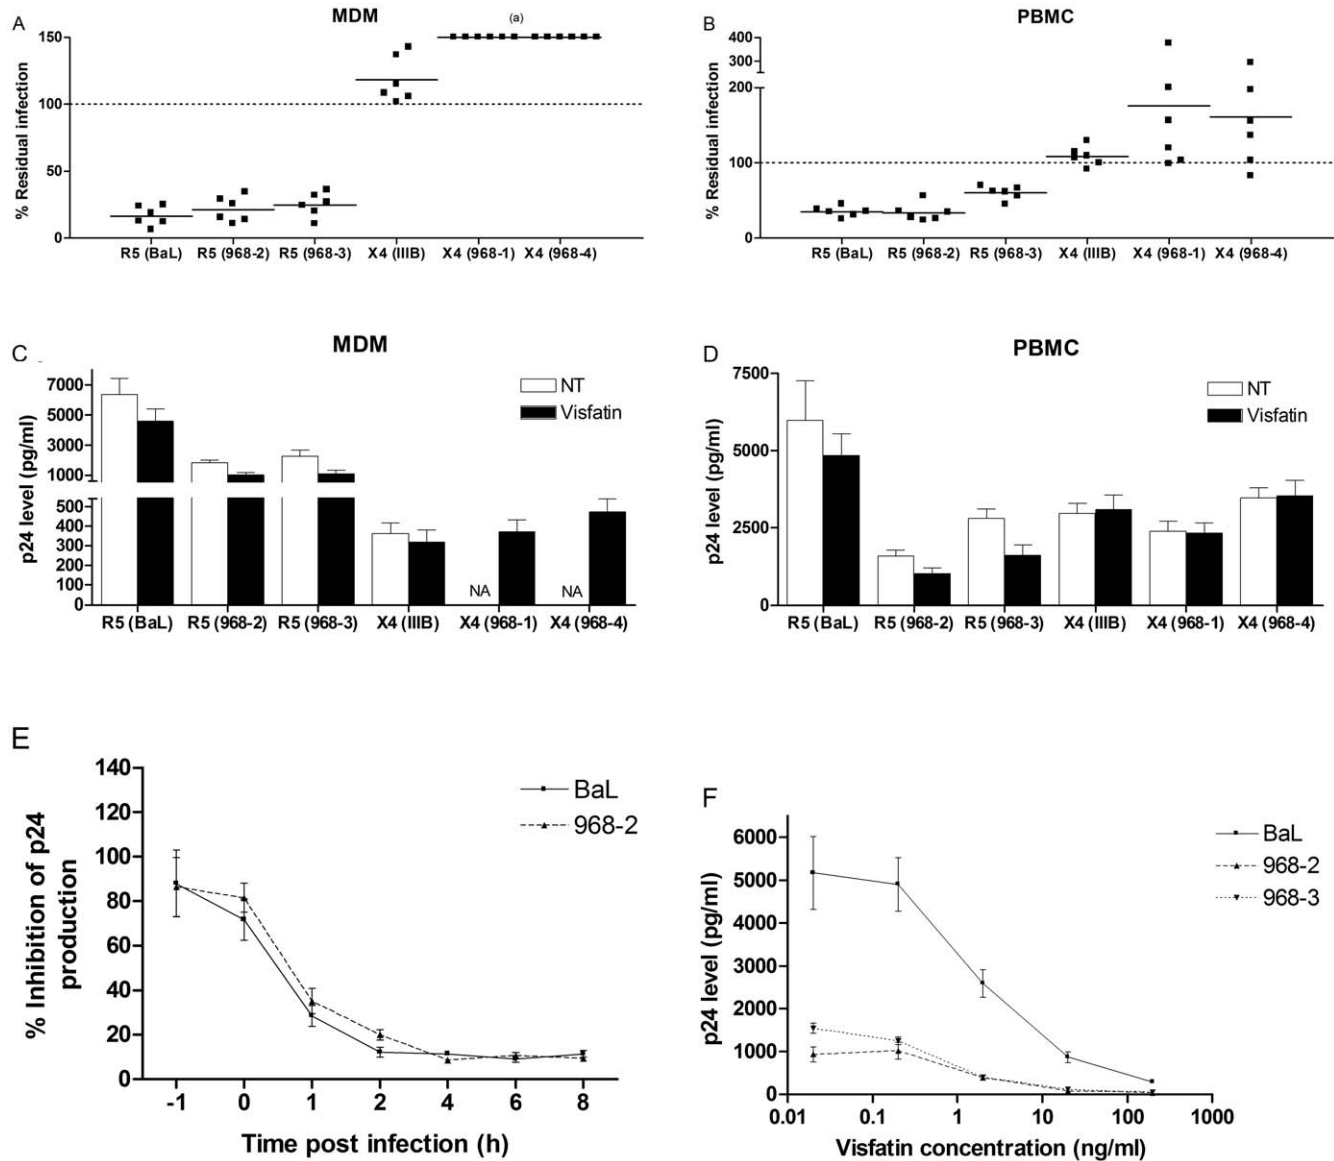 A
MDM
(a)
% Residual infection
150
100
50
0
R5 (BaL) R5 (968-2) R5 (968-3) X4 (IIIB) X4 (968-1) X4 (968-4)
B
PBMC
% Residual infection
400
300
200
100
0
R5 (BaL) R5 (968-2) R5 (968-3) X4 (IIIB) X4 (968-1) X4 (968-4)
C
MDM
p24 level (pg/ml)
7000
5000
3000
1000
500
400
300
200
100
0
NT
Visfatin
NA NA
R5 (BaL) R5 (968-2) R5 (968-3) X4 (IIIB) X4 (968-1) X4 (968-4)
D
PBMC
p24 level (pg/ml)
7500
5000
2500
0
NT
Visfatin
R5 (BaL) R5 (968-2) R5 (968-3) X4 (IIIB) X4 (968-1) X4 (968-4)
E
% Inhibition of p24
production
140
120
100
80
60
40
20
0
BaL
968-2
-1 0 1 2 4 6 8
Time post infection (h)
F
p24 level (pg/ml)
6000
5000
4000
3000
2000
1000
0
BaL
968-2
968-3
0.01 0.1 1 10 100 1000
Visfatin concentration (ng/ml)